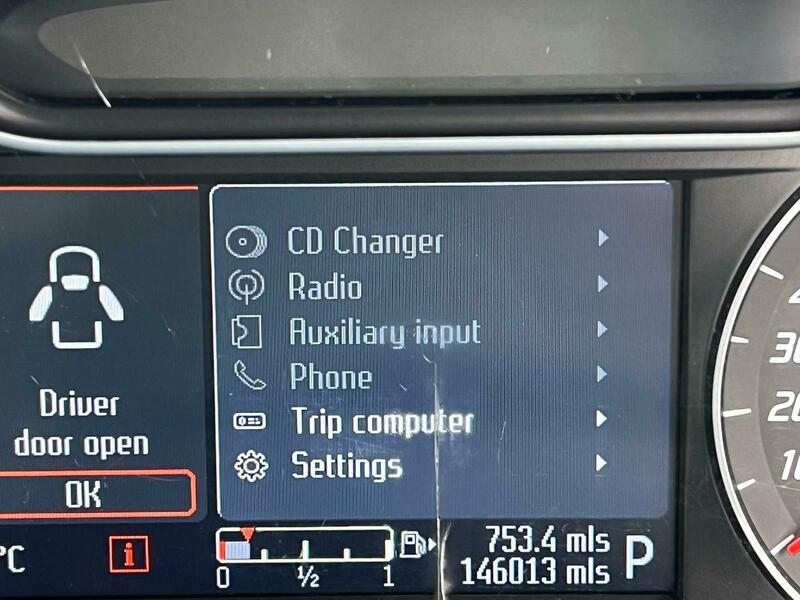 CD Changer
Radio
Auxiliary input
Phone
Trip computer
Settings
Driver
door open
OK
°C
i
0 ½ 1
753.4 mls
146013 mls
P
20